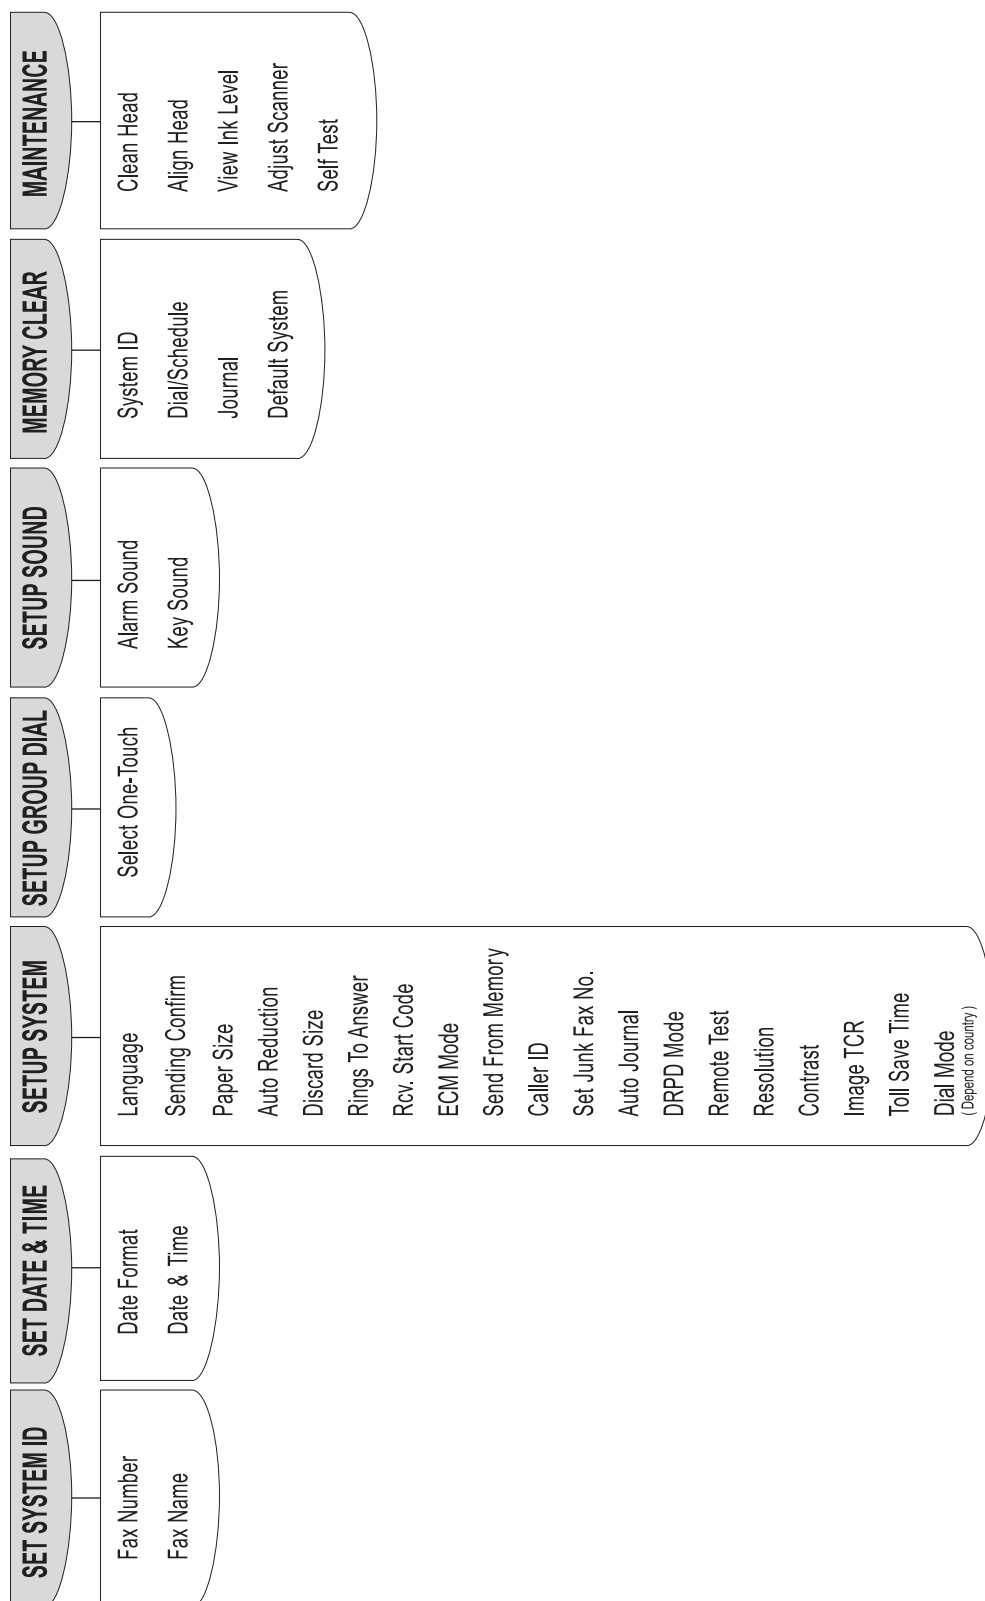 SET SYSTEM ID
Fax Number
Fax Name
SET DATE & TIME
Date Format
Date & Time
SETUP SYSTEM
Language
Sending Confirm
Paper Size
Auto Reduction
Discard Size
Rings To Answer
Rcv. Start Code
ECM Mode
Send From Memory
Caller ID
Set Junk Fax No.
Auto Journal
DRPD Mode
Remote Test
Resolution
Contrast
Image TCR
Toll Save Time
Dial Mode
( Depend on country )
SETUP GROUP DIAL
Select One-Touch
SETUP SOUND
Alarm Sound
Key Sound
MEMORY CLEAR
System ID
Dial/Schedule
Journal
Default System
MAINTENANCE
Clean Head
Align Head
View Ink Level
Adjust Scanner
Self Test